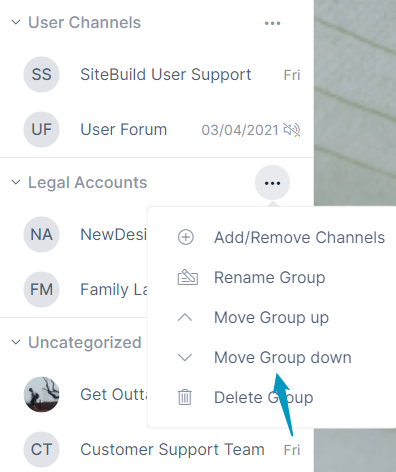 User Channels
SS SiteBuild User Support Fri
UF User Forum 03/04/2021
Legal Accounts
NA NewDesi
Add/Remove Channels
Rename Group
FM Family La
Move Group up
Uncategorized
Move Group down
Get Outta
Delete Group
CT Customer Support Team Fri